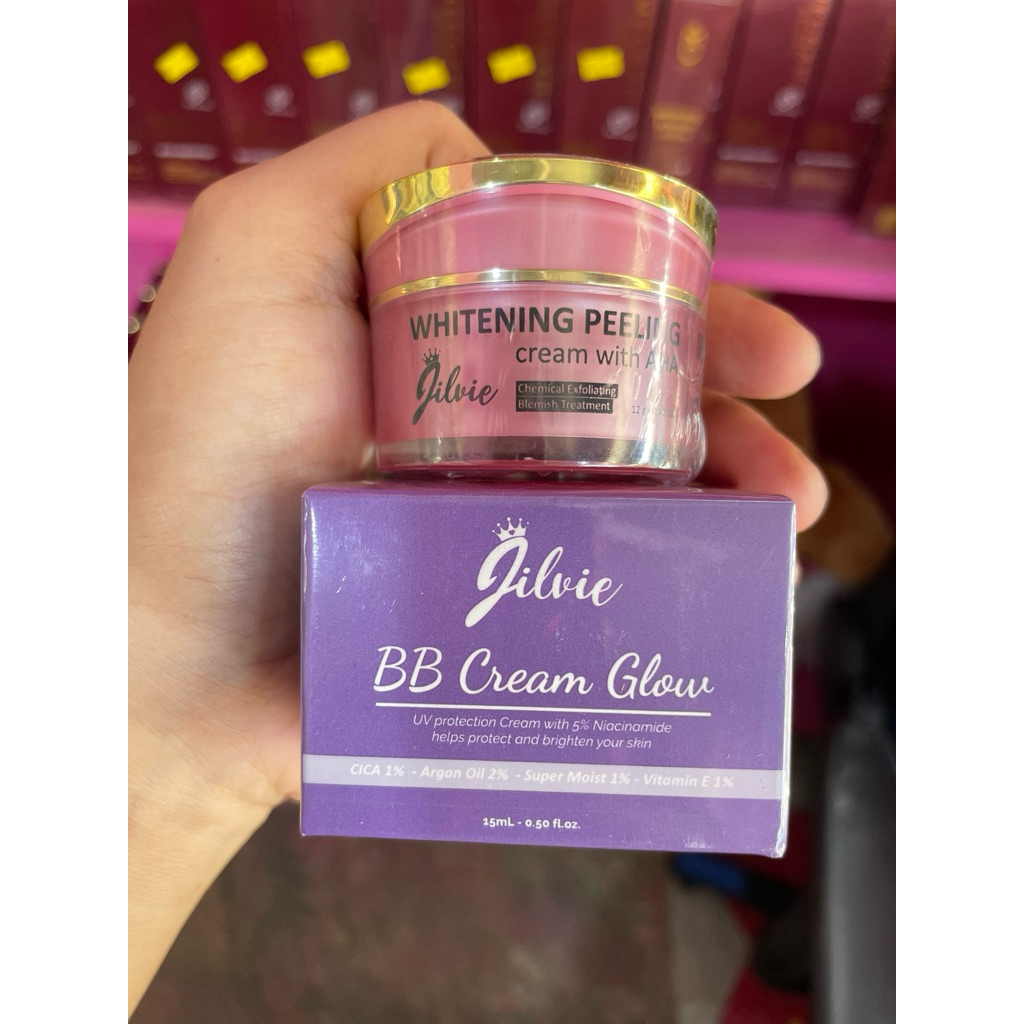 WHITENING PEELING
cream with AHA
Jilvie
Chemical Exfoliating
Blemish Treatment
Jilvie
BB Cream Glow
UV protection Cream with 5% Niacinamide
helps protect and brighten your skin
CICA 1% - Argan Oil 2% - Super Moist 1% - Vitamin E 1%
15mL - 0.50 fl.oz.